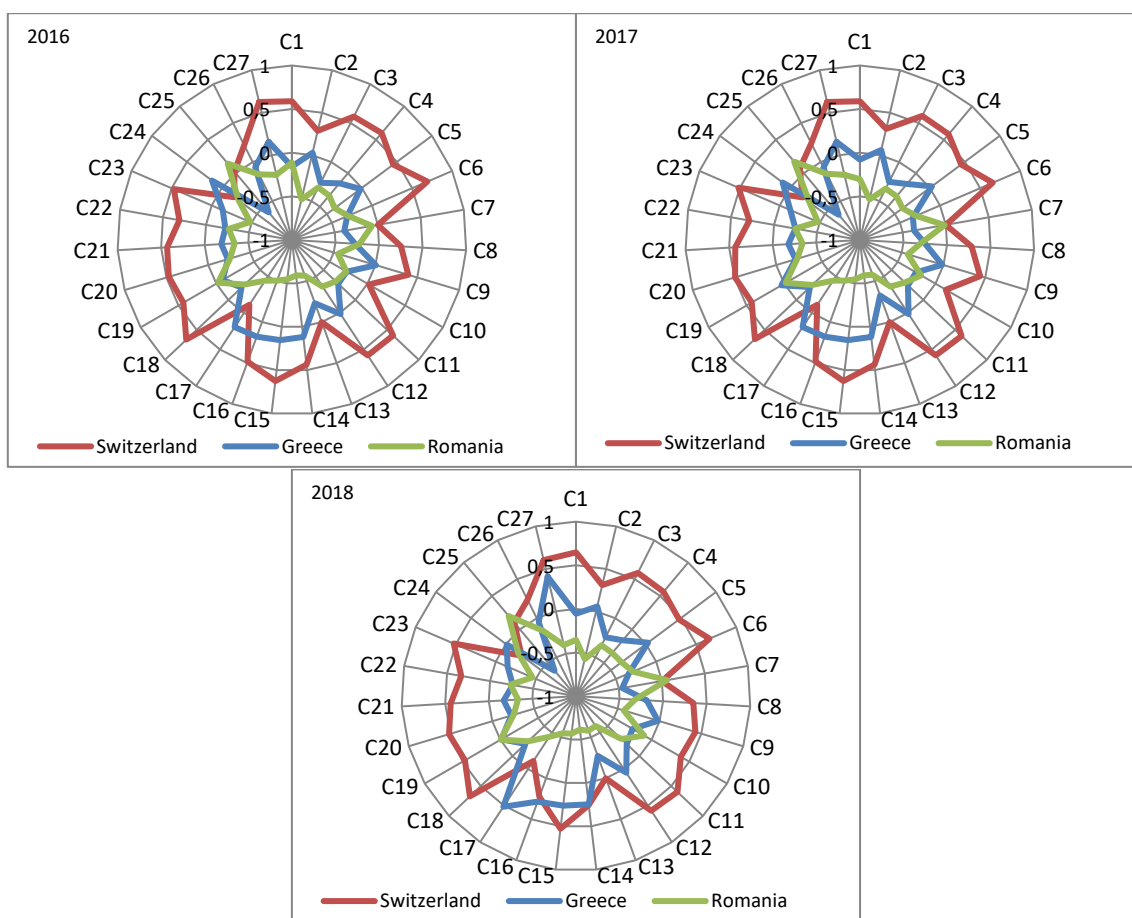 2016
C1
C2
C3
C4
C5
C6
C7
C8
C9
C10
C11
C12
C13
C14
C15
C16
C17
C18
C19
C20
C21
C22
C23
C24
C25
C26
C27
1
0,5
0
-0,5
-1
Switzerland Greece Romania
2017
C1
C2
C3
C4
C5
C6
C7
C8
C9
C10
C11
C12
C13
C14
C15
C16
C17
C18
C19
C20
C21
C22
C23
C24
C25
C26
C27
1
0,5
0
-0,5
-1
Switzerland Greece Romania
2018
C1
C2
C3
C4
C5
C6
C7
C8
C9
C10
C11
C12
C13
C14
C15
C16
C17
C18
C19
C20
C21
C22
C23
C24
C25
C26
C27
1
0,5
0
-0,5
-1
Switzerland Greece Romania